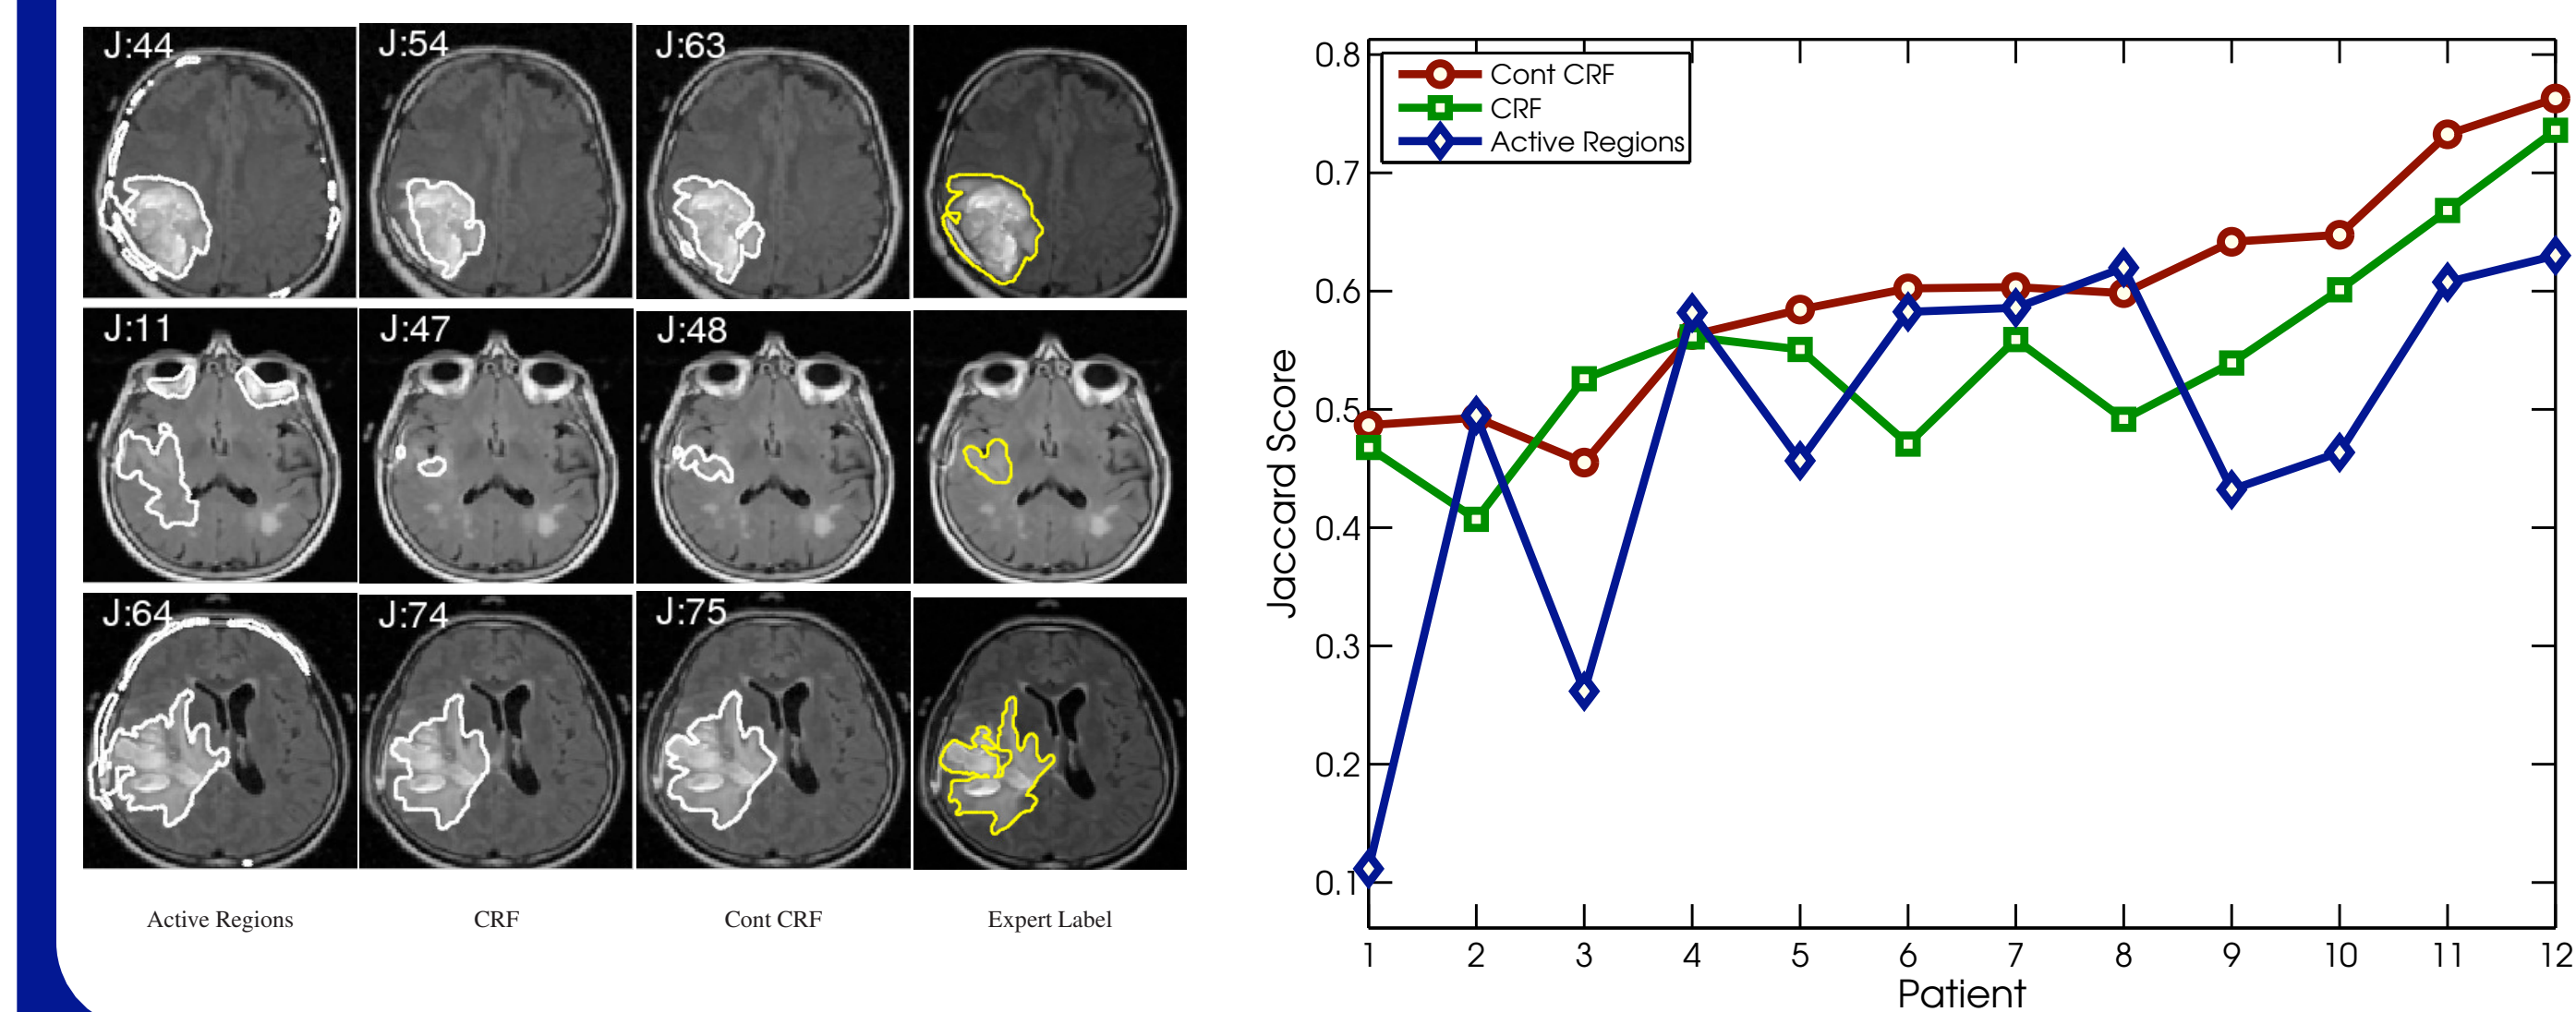 J:44
J:54
J:63
J:11
J:47
J:48
J:64
J:74
J:75
Active Regions
CRF
Cont CRF
Expert Label
Cont CRF
CRF
Active Regions
Jaccard Score
0.8
0.7
0.6
0.5
0.4
0.3
0.2
0.1
1 2 3 4 5 6 7 8 9 10 11 12
Patient